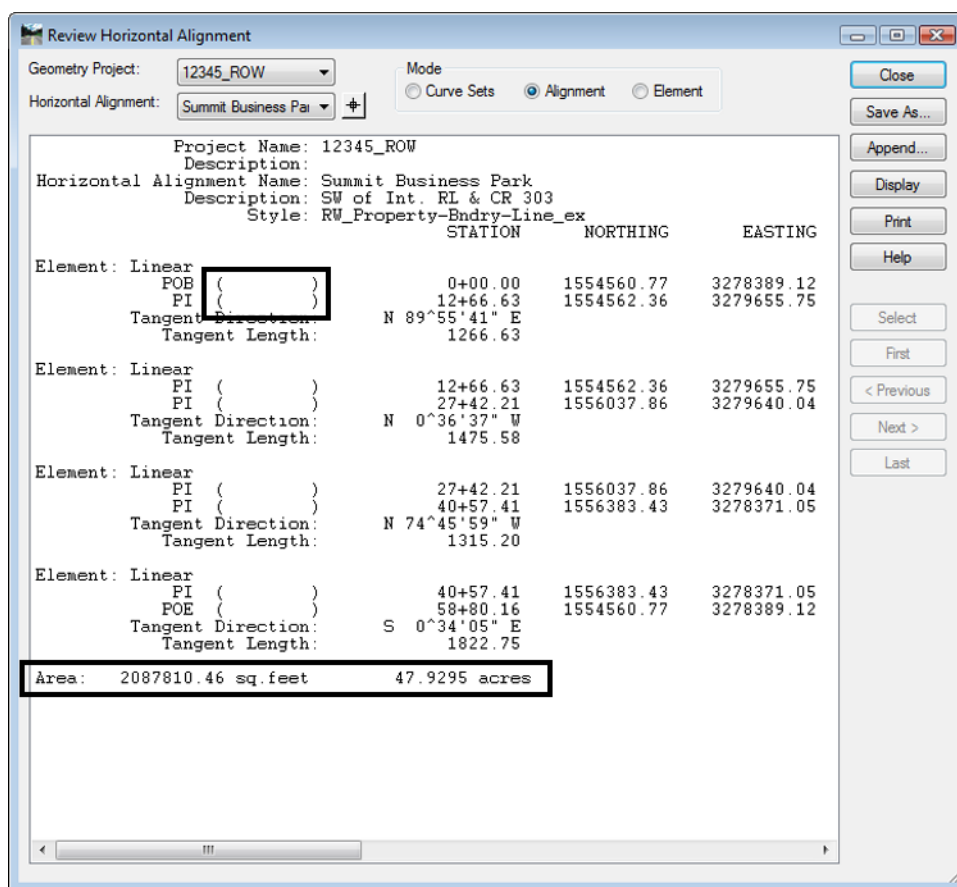 Review Horizontal Alignment
Geometry Project: 12345_ROW
Horizontal Alignment: Summit Business Par
Mode
Curve Sets Alignment Element
Close
Save As...
Append...
Display
Print
Help
Select
First
< Previous
Next >
Last
Project Name: 12345_ROW
Description:
Horizontal Alignment Name: Summit Business Park
Description: SW of Int. RL & CR 303
Style: RW_Property-Bndry-Line_ex
STATION NORTHING EASTING
Element: Linear
POB ( ) 0+00.00 1554560.77 3278389.12
PI ( ) 12+66.63 1554562.36 3279655.75
Tangent Direction: N 89^55'41" E
Tangent Length: 1266.63
Element: Linear
PI ( ) 12+66.63 1554562.36 3279655.75
PI ( ) 27+42.21 1556037.86 3279640.04
Tangent Direction: N 0^36'37" W
Tangent Length: 1475.58
Element: Linear
PI ( ) 27+42.21 1556037.86 3279640.04
PI ( ) 40+57.41 1556383.43 3278371.05
Tangent Direction: N 74^45'59" W
Tangent Length: 1315.20
Element: Linear
PI ( ) 40+57.41 1556383.43 3278371.05
POE ( ) 58+80.16 1554560.77 3278389.12
Tangent Direction: S 0^34'05" E
Tangent Length: 1822.75
Area: 2087810.46 sq.feet 47.9295 acres